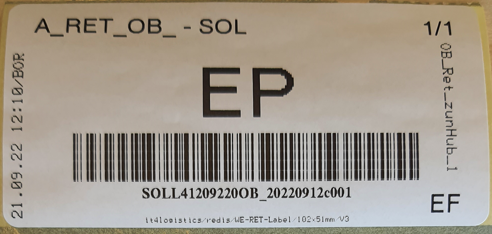 A_RET_OB_ - SOL
1/1
21.09.22 12:10/BOR
EP
OB_Ret_zumHub_1
SOLL41209220OB_20220912c001
EF
it4logistics/redis/WE-RET-Label/102x51mm/V3